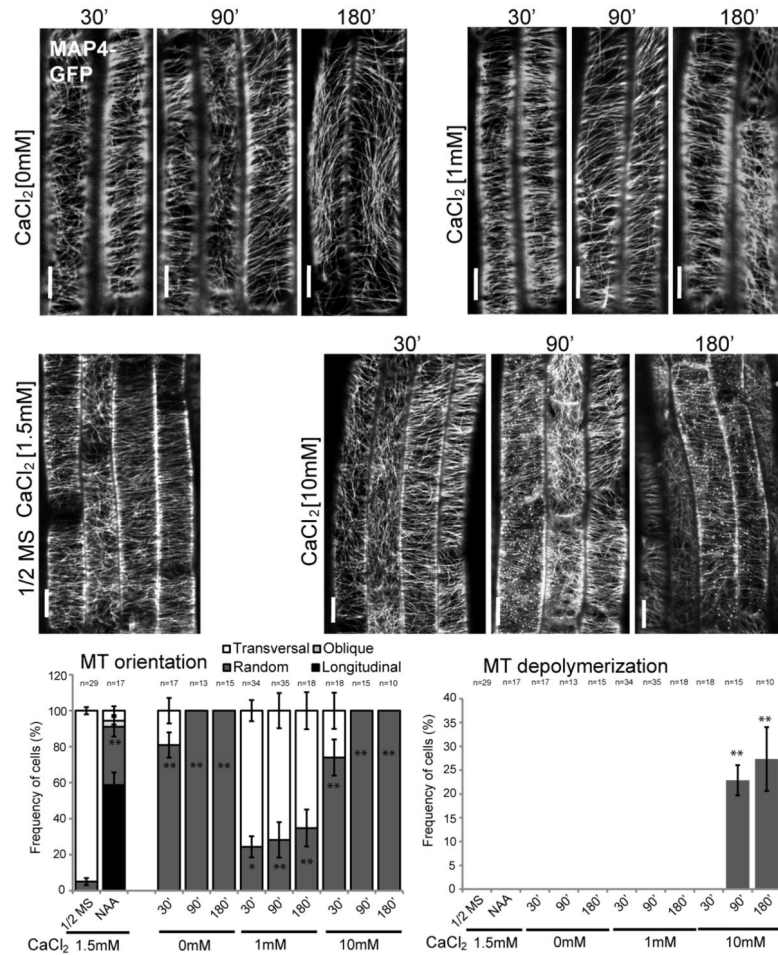 30’ 90’ 180’ 30’ 90’ 180’
MAP4-
GFP
CaCl₂ [0mM]
CaCl₂ [1mM]
30’ 90’ 180’
1/2 MS CaCl₂ [1.5mM]
CaCl₂ [10mM]
MT orientation
Transversal Oblique
Random Longitudinal
n=29 n=17 n=17 n=13 n=15 n=34 n=35 n=18 n=18 n=15 n=10
Frequency of cells (%)
120
100
80
60
40
20
0
** ** ** ** * ** ** ** ** **
1/2 MS NAA 30’ 90’ 180’ 30’ 90’ 180’ 30’ 90’ 180’
CaCl₂ 1.5mM 0mM 1mM 10mM
MT depolymerization
n=29 n=17 n=17 n=13 n=15 n=34 n=35 n=18 n=18 n=15 n=10
Frequency of cells (%)
40
35
30
25
20
15
10
5
0
** **
1/2 MS NAA 30’ 90’ 180’ 30’ 90’ 180’ 30’ 90’ 180’
CaCl₂ 1.5mM 0mM 1mM 10mM